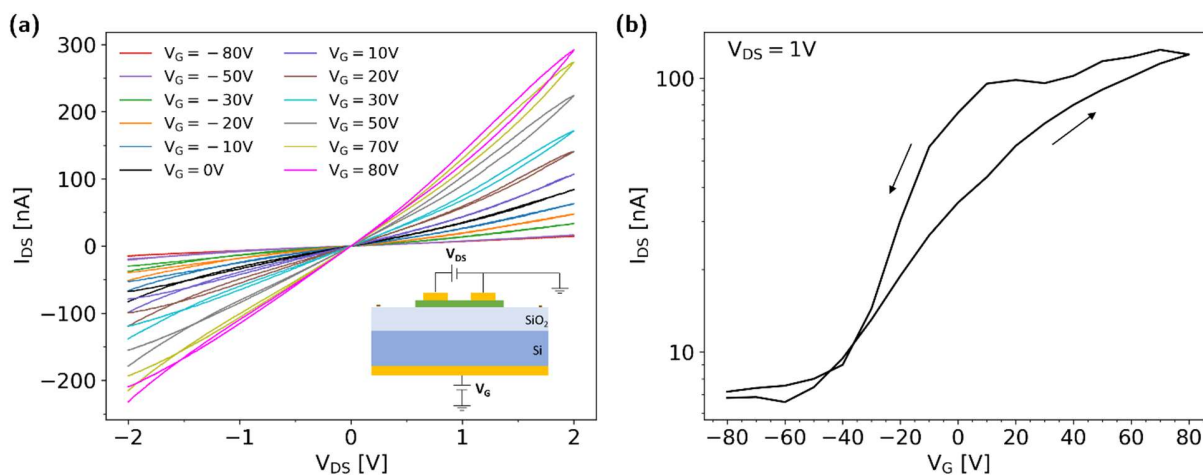 (a)
I_DS [nA]
300
200
100
0
−100
−200
V_G = −80V
V_G = −50V
V_G = −30V
V_G = −20V
V_G = −10V
V_G = 0V
V_G = 10V
V_G = 20V
V_G = 30V
V_G = 50V
V_G = 70V
V_G = 80V
V_DS
SiO₂
Si
V_G
−2 −1 0 1 2
V_DS [V]
(b)
V_DS = 1V
I_DS [nA]
100
10
−80 −60 −40 −20 0 20 40 60 80
V_G [V]